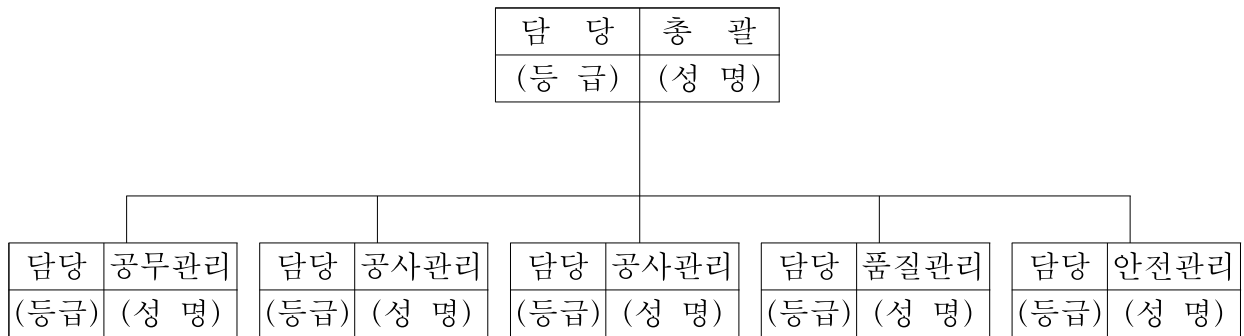 담 당 총 괄
(등 급) (성 명)
담당 공무관리 담당 공사관리 담당 공사관리 담당 품질관리 담당 안전관리
(등급) (성 명) (등급) (성 명) (등급) (성 명) (등급) (성 명) (등급) (성 명)